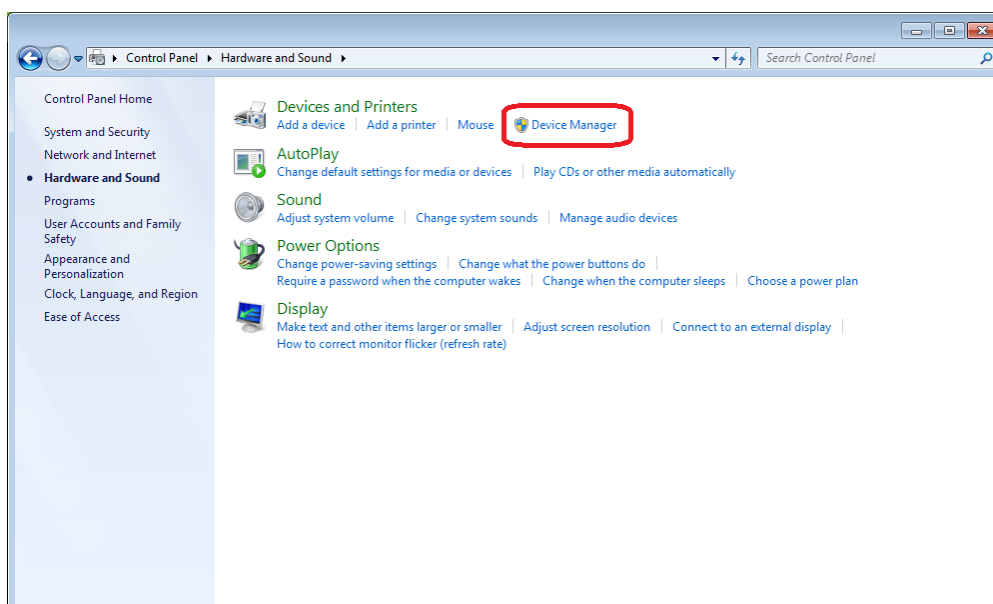 Control Panel Hardware and Sound
Search Control Panel
Control Panel Home
System and Security
Network and Internet
Hardware and Sound
Programs
User Accounts and Family
Safety
Appearance and
Personalization
Clock, Language, and Region
Ease of Access
Devices and Printers
Add a device Add a printer Mouse Device Manager
AutoPlay
Change default settings for media or devices Play CDs or other media automatically
Sound
Adjust system volume Change system sounds Manage audio devices
Power Options
Change power-saving settings Change what the power buttons do
Require a password when the computer wakes Change when the computer sleeps Choose a power plan
Display
Make text and other items larger or smaller Adjust screen resolution Connect to an external display
How to correct monitor flicker (refresh rate)